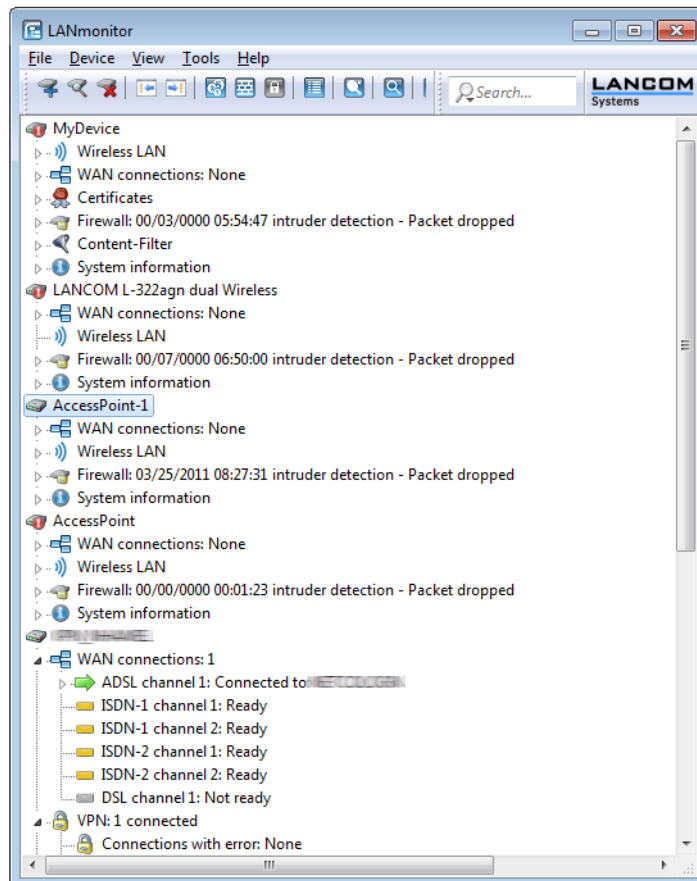 LANmonitor
File Device View Tools Help
Search...
LANCOM
Systems
MyDevice
Wireless LAN
WAN connections: None
Certificates
Firewall: 00/03/0000 05:54:47 intruder detection - Packet dropped
Content-Filter
System information
LANCOM L-322agn dual Wireless
WAN connections: None
Wireless LAN
Firewall: 00/07/0000 06:50:00 intruder detection - Packet dropped
System information
AccessPoint-1
WAN connections: None
Wireless LAN
Firewall: 03/25/2011 08:27:31 intruder detection - Packet dropped
System information
AccessPoint
WAN connections: None
Wireless LAN
Firewall: 00/00/0000 00:01:23 intruder detection - Packet dropped
System information
WAN connections: 1
ADSL channel 1: Connected to
ISDN-1 channel 1: Ready
ISDN-1 channel 2: Ready
ISDN-2 channel 1: Ready
ISDN-2 channel 2: Ready
DSL channel 1: Not ready
VPN: 1 connected
Connections with error: None